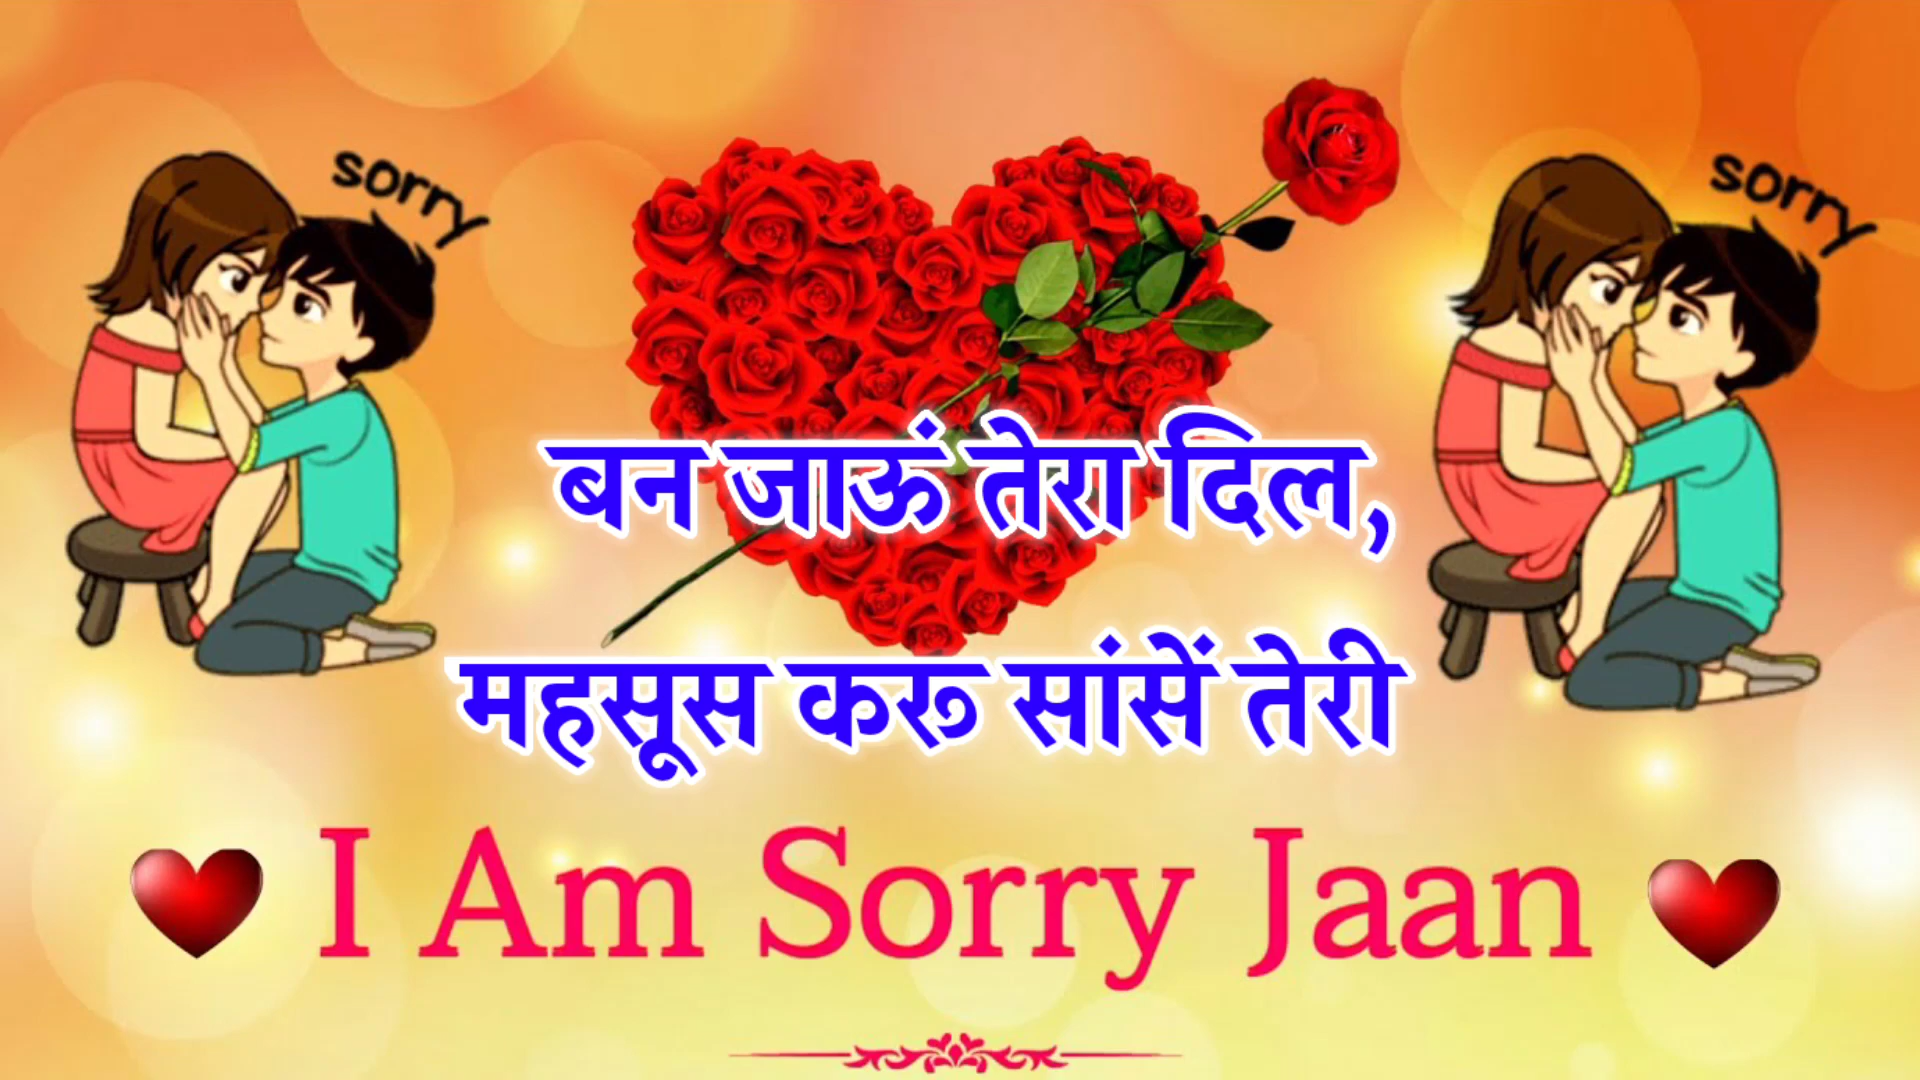 sorry
sorry
बन जाऊं तेरा दिल,
महसूस करू सांसें तेरी
I Am Sorry Jaan